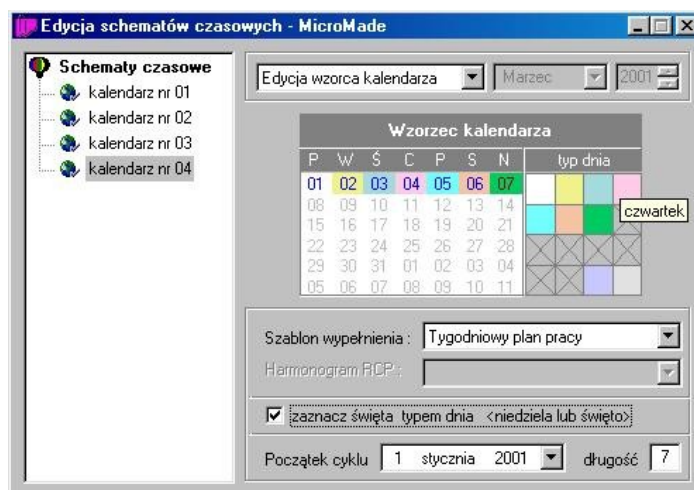 Edycja schematów czasowych - MicroMade
Schematy czasowe
kalendarz nr 01
kalendarz nr 02
kalendarz nr 03
kalendarz nr 04
Edycja wzorca kalendarza
Marzec
2001
Wzorzec kalendarza
P W Ś C P S N typ dnia
01 02 03 04 05 06 07
08 09 10 11 12 13 14
czwartek
15 16 17 18 19 20 21
22 23 24 25 26 27 28
29 30 31 01 02 03 04
05 06 07 08 09 10 11
Szablon wypełnienia : Tygodniowy plan pracy
Harmonogram RCP :
zaznacz święta typem dnia <niedziela lub święto>
Początek cyklu 1 stycznia 2001 długość 7